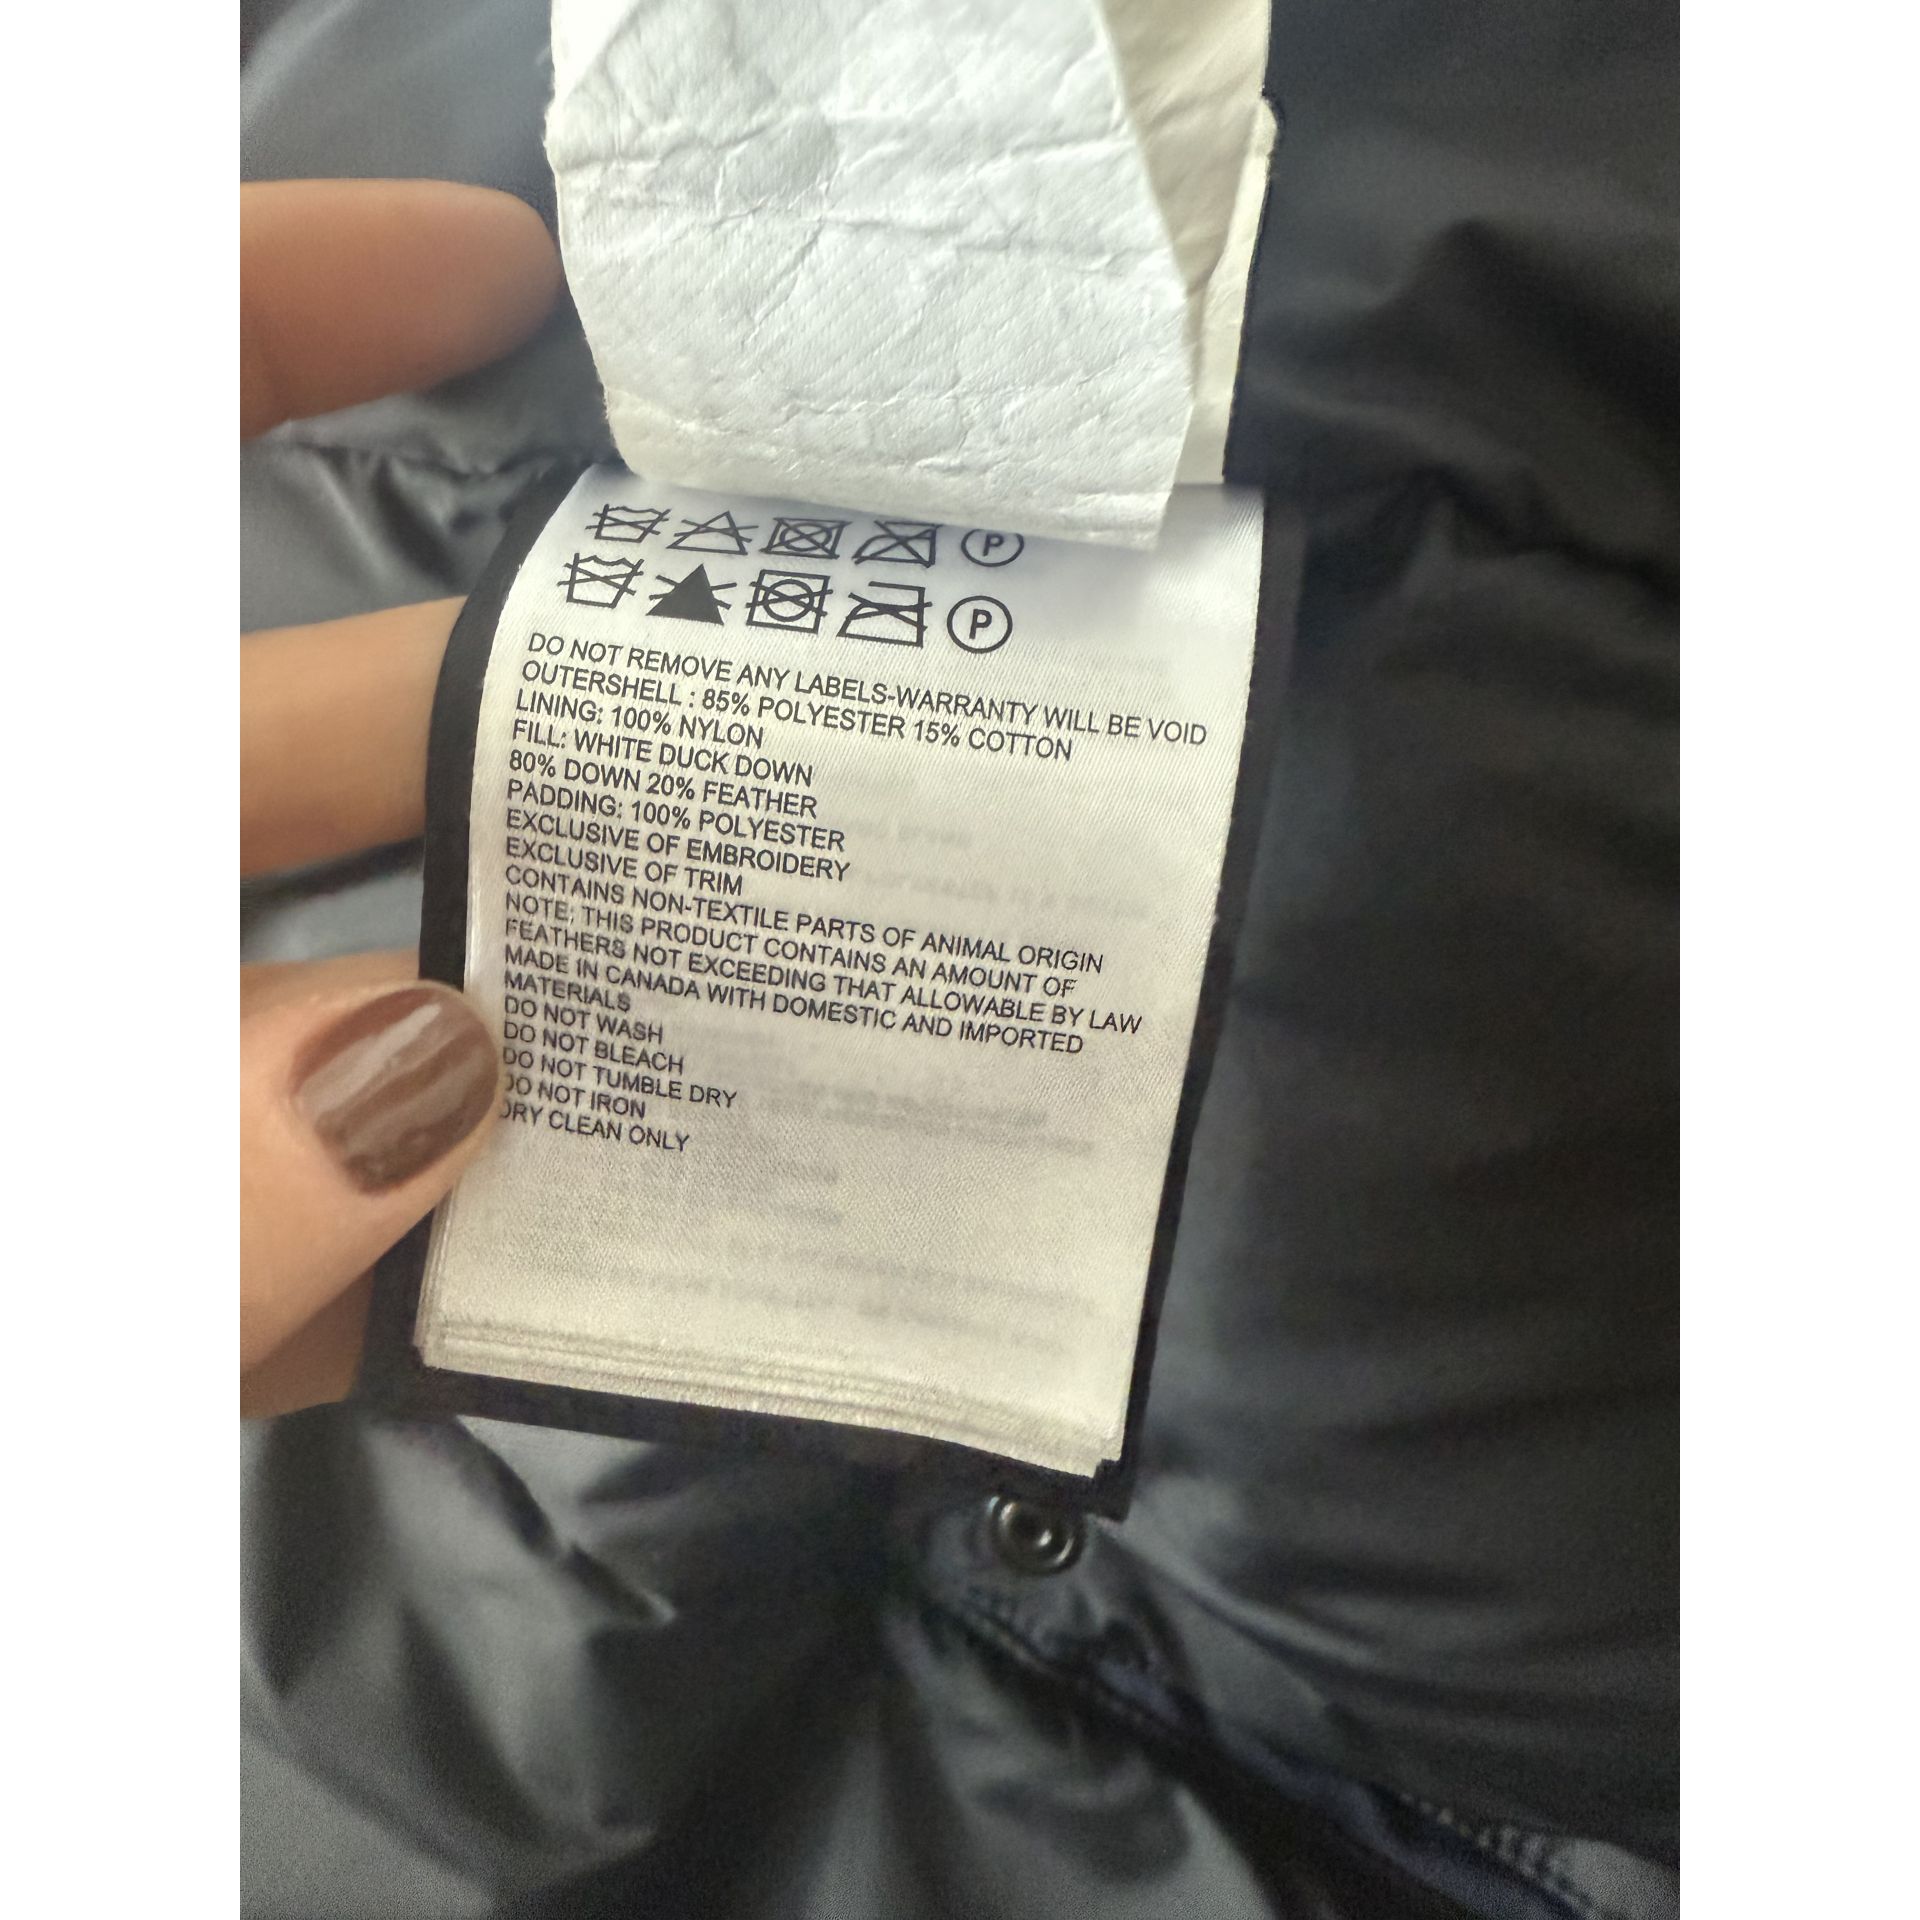 P
P
DO NOT REMOVE ANY LABELS-WARRANTY WILL BE VOID
OUTERSHELL : 85% POLYESTER 15% COTTON
LINING: 100% NYLON
FILL: WHITE DUCK DOWN
80% DOWN 20% FEATHER
PADDING: 100% POLYESTER
EXCLUSIVE OF EMBROIDERY
EXCLUSIVE OF TRIM
CONTAINS NON-TEXTILE PARTS OF ANIMAL ORIGIN
NOTE; THIS PRODUCT CONTAINS AN AMOUNT OF
FEATHERS NOT EXCEEDING THAT ALLOWABLE BY LAW
MADE IN CANADA WITH DOMESTIC AND IMPORTED
MATERIALS
DO NOT WASH
DO NOT BLEACH
DO NOT TUMBLE DRY
DO NOT IRON
DRY CLEAN ONLY